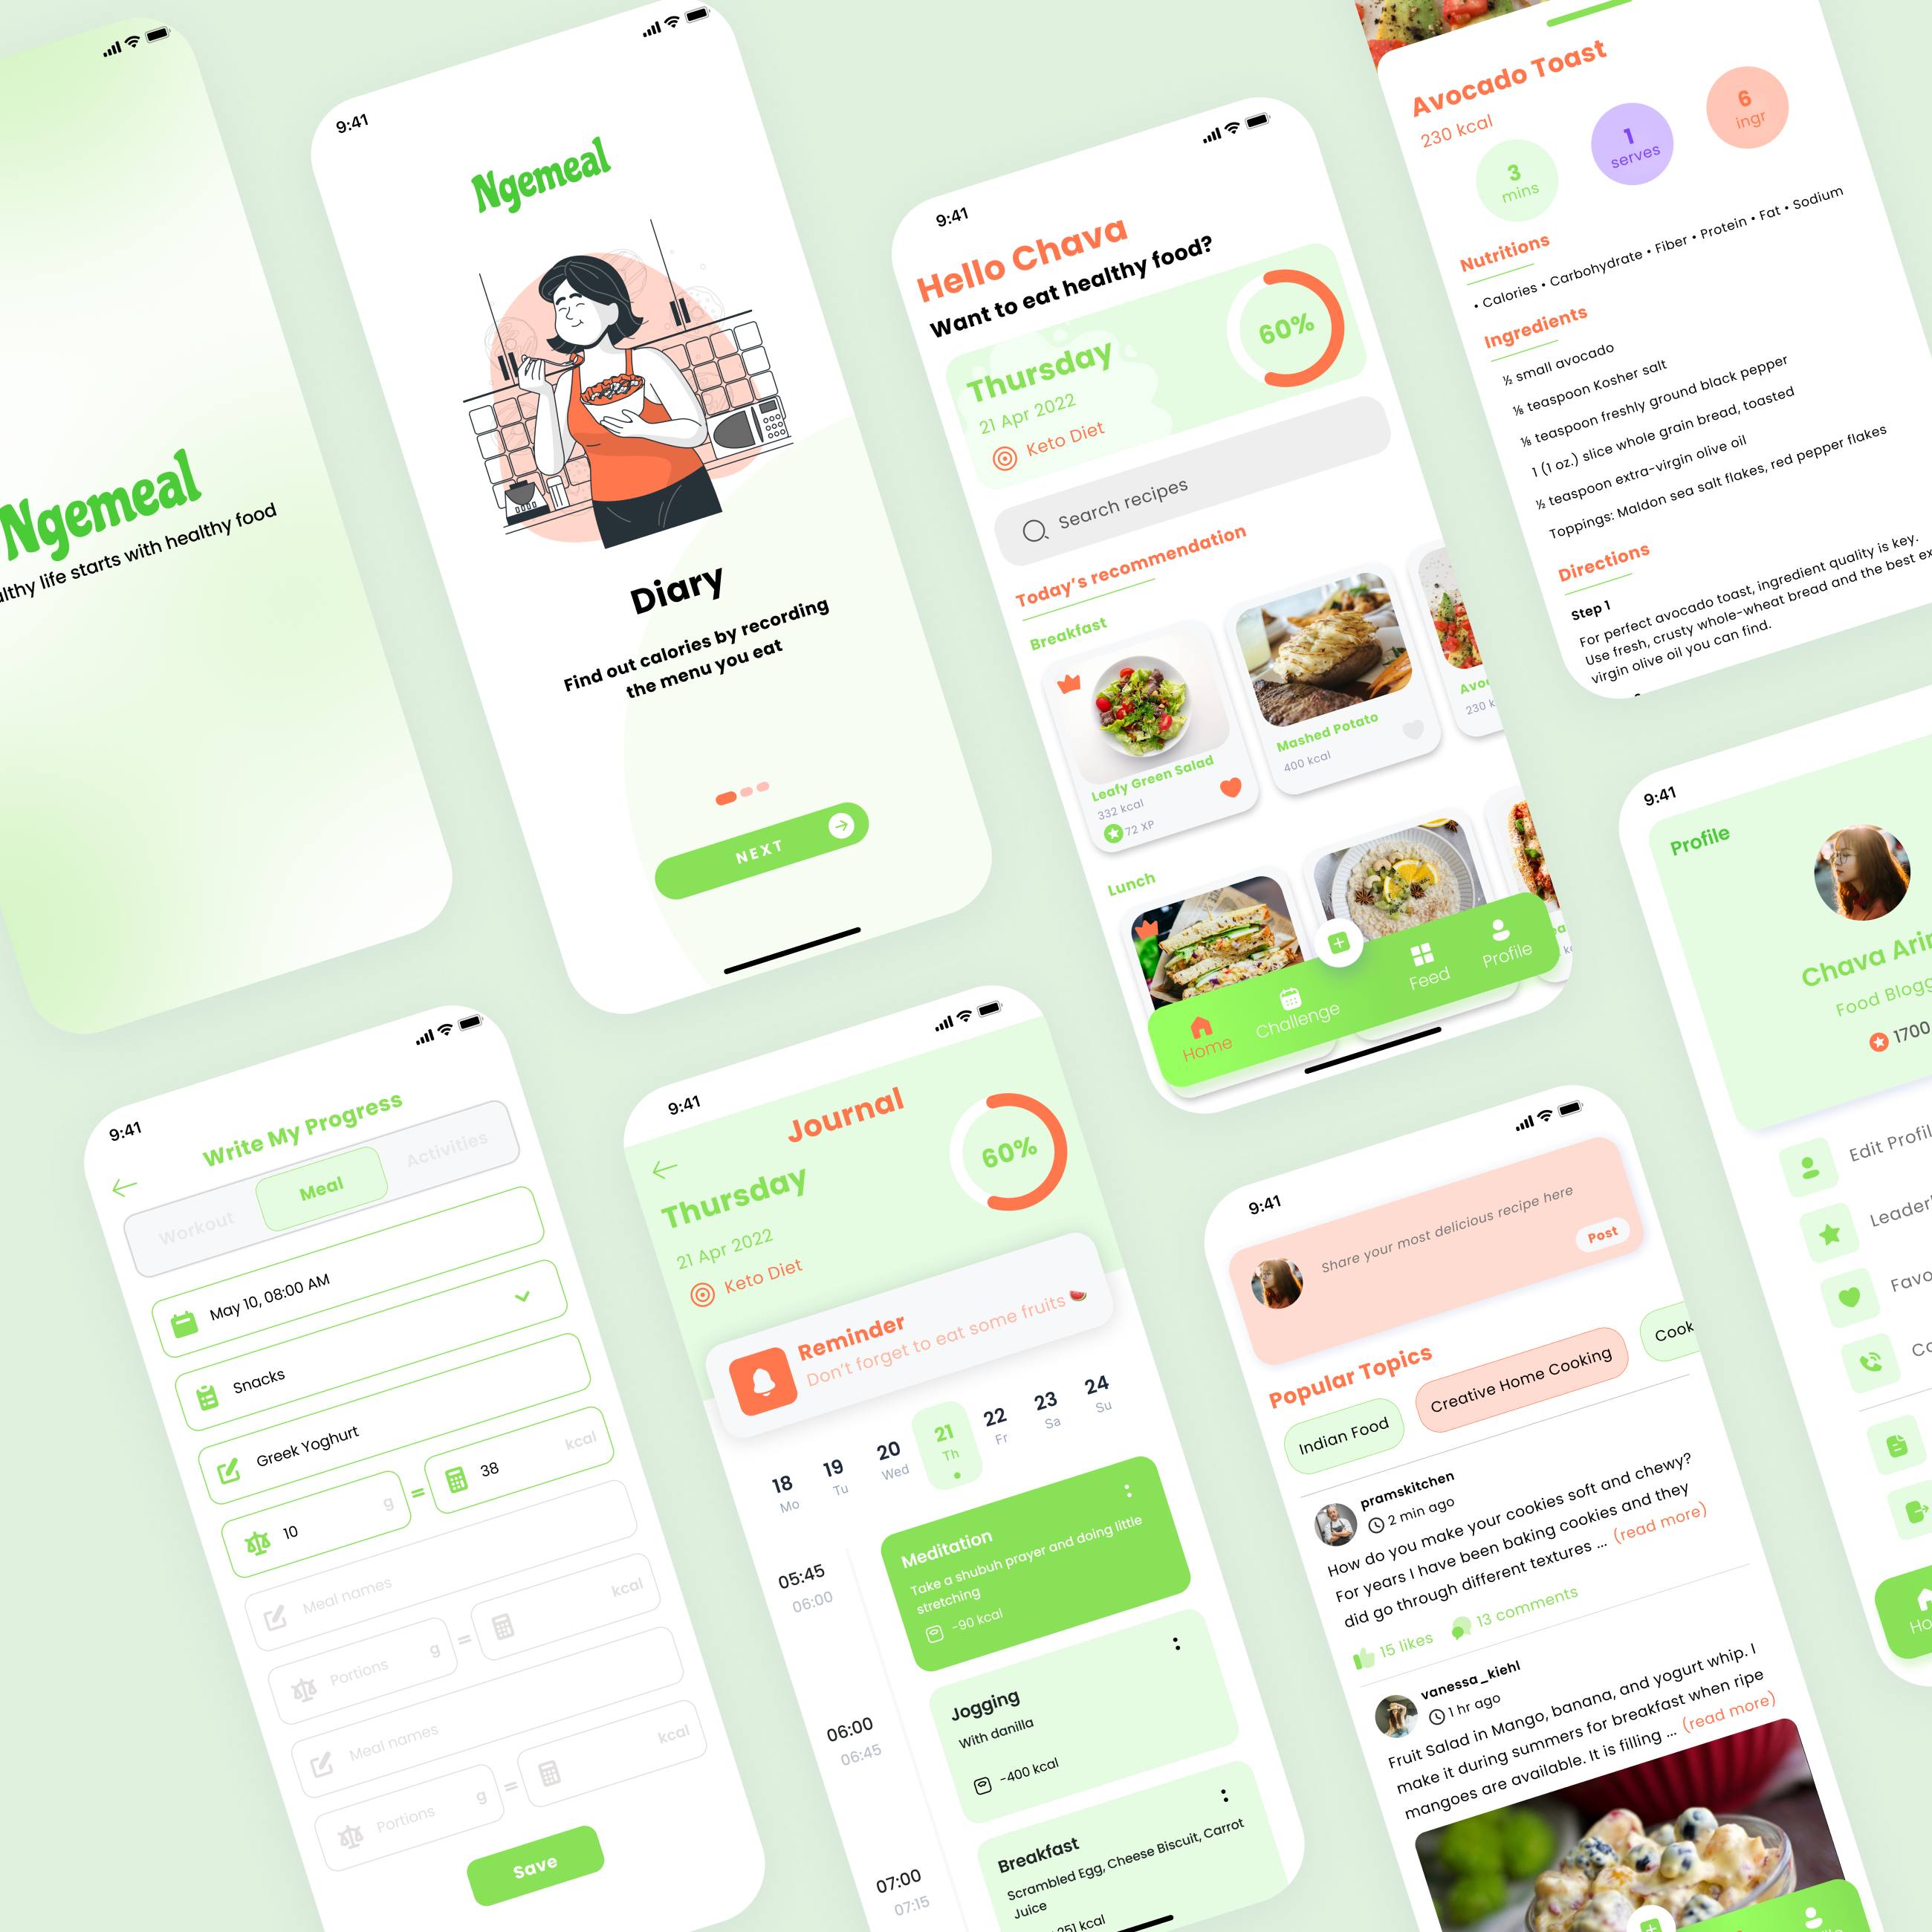 Ngemeal
lthy life starts with healthy food
9:41
Ngemeal
Diary
Find out calories by recording
the menu you eat
NEXT
9:41
Hello Chava
Want to eat healthy food?
Thursday
21 Apr 2022
Keto Diet
60%
Search recipes
Today's recommendation
Breakfast
Leafy Green Salad
332 kcal
72 XP
Mashed Potato
400 kcal
Avoc
230 k
Lunch
Home
Challenge
Feed
Profile
Avocado Toast
230 kcal
3
mins
1
serves
6
ingr
Nutritions
• Calories • Carbohydrate • Fiber • Protein • Fat • Sodium
Ingredients
½ small avocado
⅛ teaspoon Kosher salt
⅛ teaspoon freshly ground black pepper
1 (1 oz.) slice whole grain bread, toasted
½ teaspoon extra-virgin olive oil
Toppings: Maldon sea salt flakes, red pepper flakes
Directions
Step 1
For perfect avocado toast, ingredient quality is key.
Use fresh, crusty whole-wheat bread and the best ex
virgin olive oil you can find.
9:41
Write My Progress
Workout
Meal
Activities
May 10, 08:00 AM
Snacks
Greek Yoghurt
10 g = 38 kcal
Meal names
Portions g = kcal
Meal names
Portions g = kcal
Save
9:41
Journal
Thursday
21 Apr 2022
Keto Diet
60%
Reminder
Don't forget to eat some fruits 🍉
18 19 20 21 22 23 24
Mo Tu Wed Th Fr Sa Su
05:45
06:00
Meditation
Take a shubuh prayer and doing little
stretching
-90 kcal
06:00
06:45
Jogging
With danilla
-400 kcal
07:00
07:15
Breakfast
Scrambled Egg, Cheese Biscuit, Carrot
Juice
251 kcal
9:41
Share your most delicious recipe here
Post
Popular Topics
Indian Food
Creative Home Cooking
Cook
pramskitchen
2 min ago
How do you make your cookies soft and chewy?
For years I have been baking cookies and they
did go through different textures ... (read more)
15 likes
13 comments
vanessa_kiehl
1 hr ago
Fruit Salad in Mango, banana, and yogurt whip. I
make it during summers for breakfast when ripe
mangoes are available. It is filling ... (read more)
9:41
Profile
Chava Arin
Food Blogg
1700
Edit Profil
Leader
Favo
Co
Ho